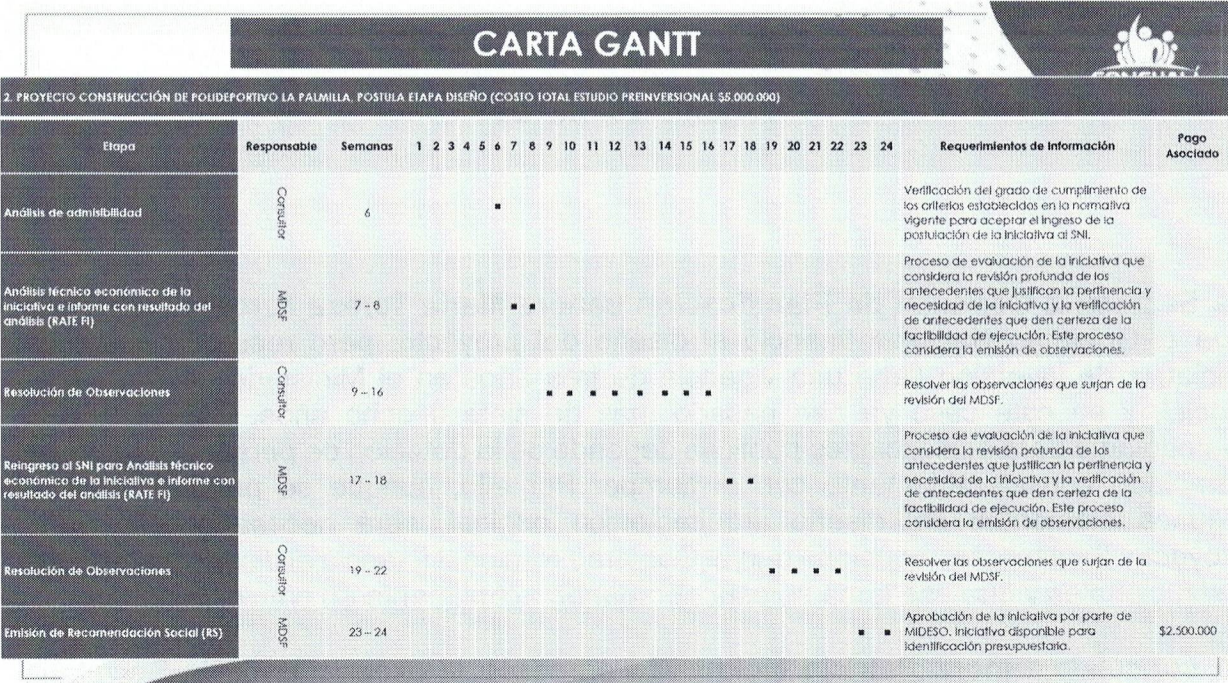 CARTA GANTT
2. PROYECTO CONSTRUCCIÓN DE POLIDEPORTIVO LA PALMILLA, POSTULA ETAPA DISEÑO (COSTO TOTAL ESTUDIO PREINVERSIONAL $5.000.000)
Etapa Responsable Semanas 1 2 3 4 5 6 7 8 9 10 11 12 13 14 15 16 17 18 19 20 21 22 23 24 Requerimientos de Información Pago
Asociado
Análisis de admisibilidad
Consultor
6
Verificación del grado de cumplimiento de
los criterios establecidos en la normativa
vigente para aceptar el ingreso de la
postulación de la iniciativa al SNI.
Análisis técnico económico de la
iniciativa e informe con resultado del
análisis (RATE FI)
MDSF
7 – 8
Proceso de evaluación de la iniciativa que
considera la revisión profunda de los
antecedentes que justifican la pertinencia y
necesidad de la iniciativa y la verificación
de antecedentes que den certeza de la
factibilidad de ejecución. Este proceso
considera la emisión de observaciones.
Resolución de Observaciones
Consultor
9 – 16
Resolver las observaciones que surjan de la
revisión del MDSF.
Reingreso al SNI para Análisis técnico
económico de la iniciativa e informe con
resultado del análisis (RATE FI)
MDSF
17 – 18
Proceso de evaluación de la iniciativa que
considera la revisión profunda de los
antecedentes que justifican la pertinencia y
necesidad de la iniciativa y la verificación
de antecedentes que den certeza de la
factibilidad de ejecución. Este proceso
considera la emisión de observaciones.
Resolución de Observaciones
Consultor
19 – 22
Resolver las observaciones que surjan de la
revisión del MDSF.
Emisión de Recomendación Social (RS)
MDSF
23 – 24
Aprobación de la iniciativa por parte de
MIDESO. Iniciativa disponible para
identificación presupuestaria.
$2.500.000